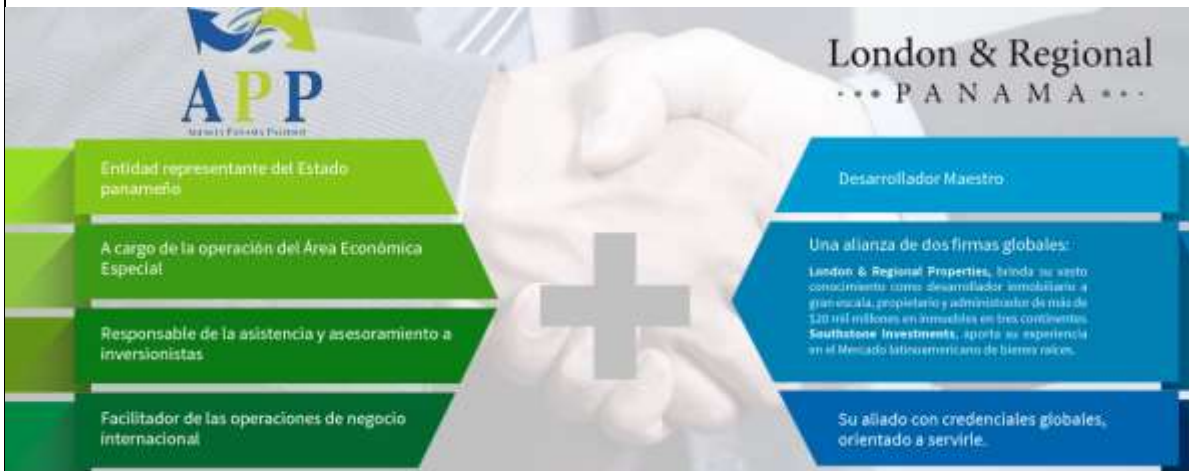 APP
Agencia Panamá Pacífico
Entidad representante del Estado
panameño
A cargo de la operación del Área Económica
Especial
Responsable de la asistencia y asesoramiento a
inversionistas
Facilitador de las operaciones de negocio
internacional
London & Regional
PANAMA
Desarrollador Maestro
Una alianza de dos firmas globales:
London & Regional Properties, brinda su vasto
conocimiento como desarrollador inmobiliario a
gran escala, propietario y administrador de más de
$20 mil millones en inmuebles en tres continentes
Southstone Investments, aporta su experiencia
en el Mercado latinoamericano de bienes raíces.
Su aliado con credenciales globales,
orientado a servirle.